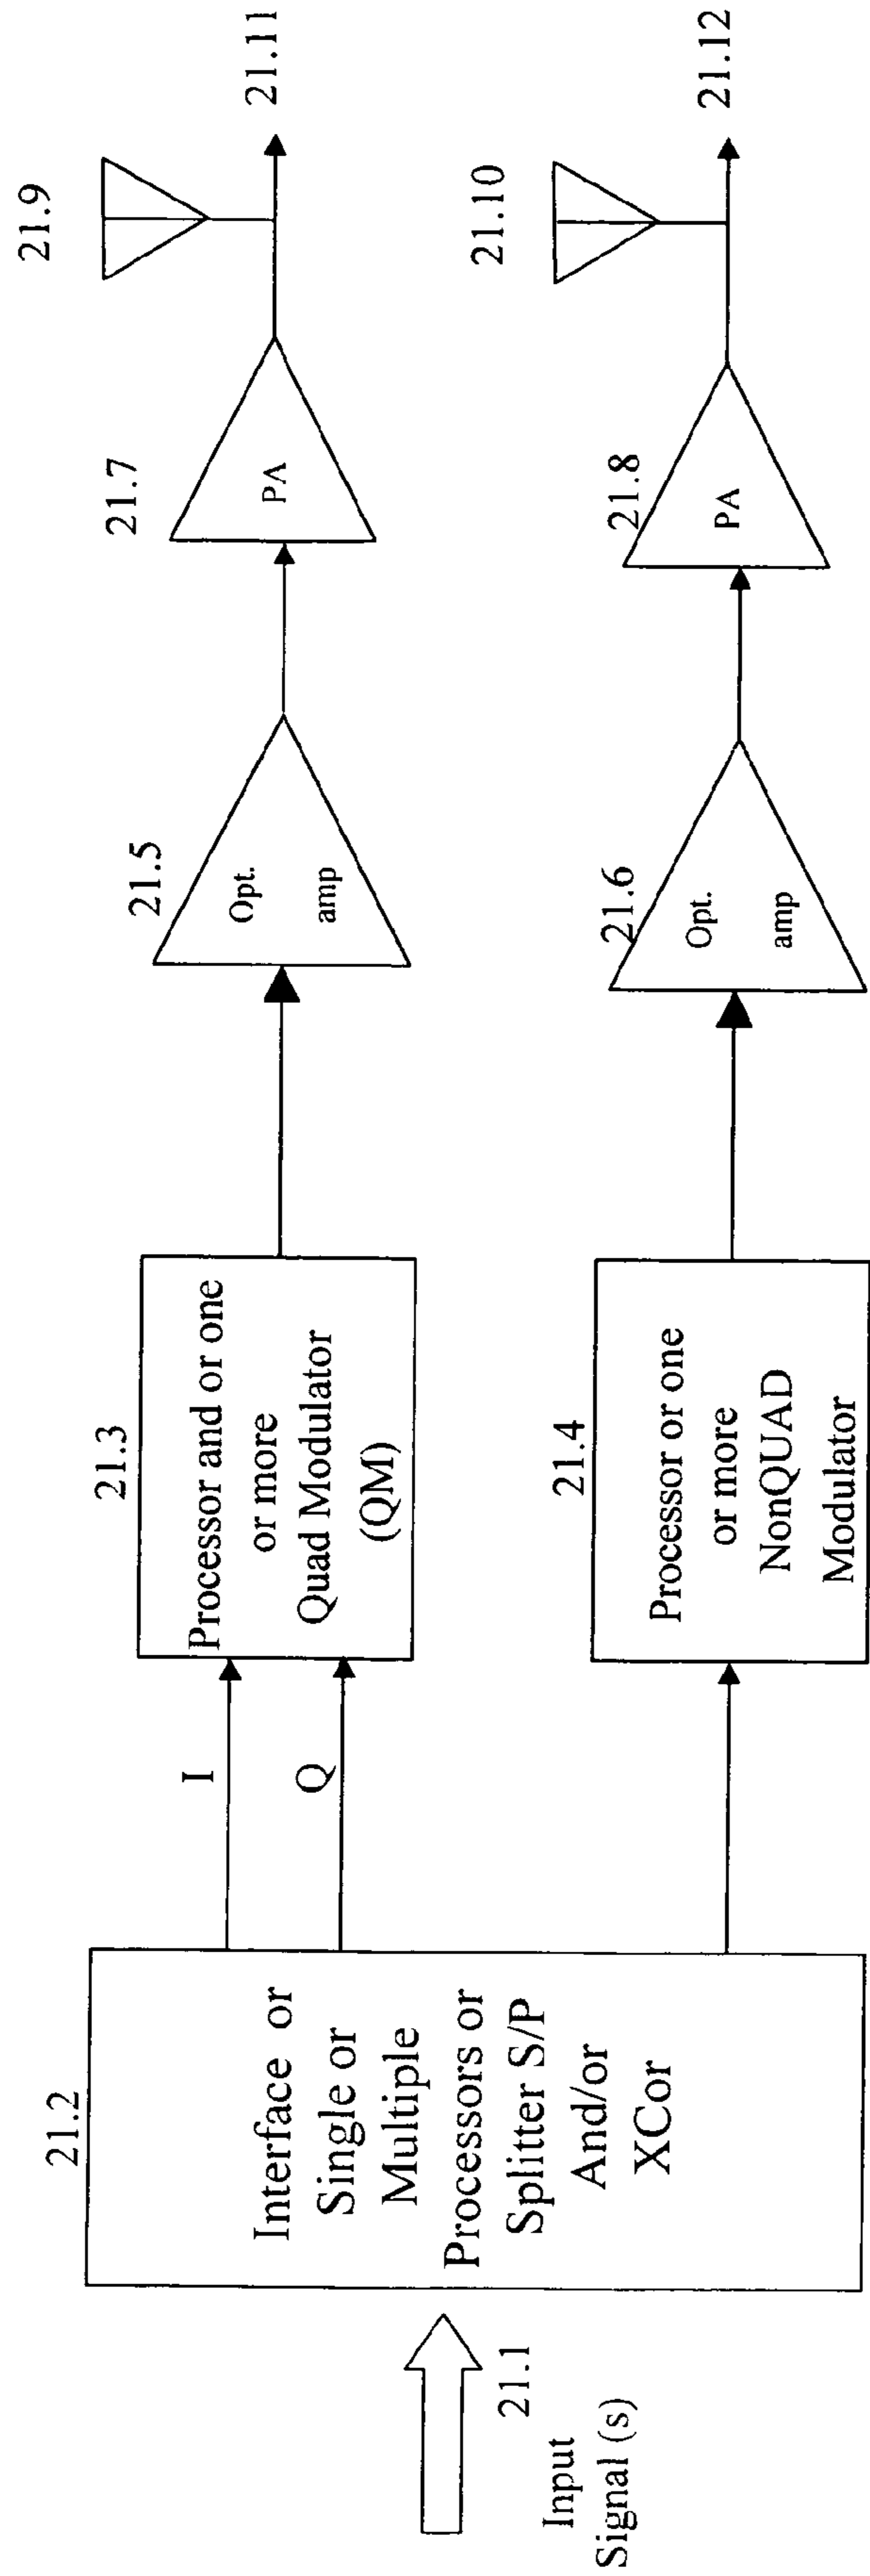 21.1
Input
Signal (s)
21.2
Interface or
Single or
Multiple
Processors or
Splitter S/P
And/or
XCor
I
Q
21.3
Processor and or one
or more
Quad Modulator
(QM)
21.5
Opt.
amp
21.7
PA
21.9
21.11
21.4
Processor or one
or more
NonQUAD
Modulator
21.6
Opt.
amp
21.8
PA
21.10
21.12